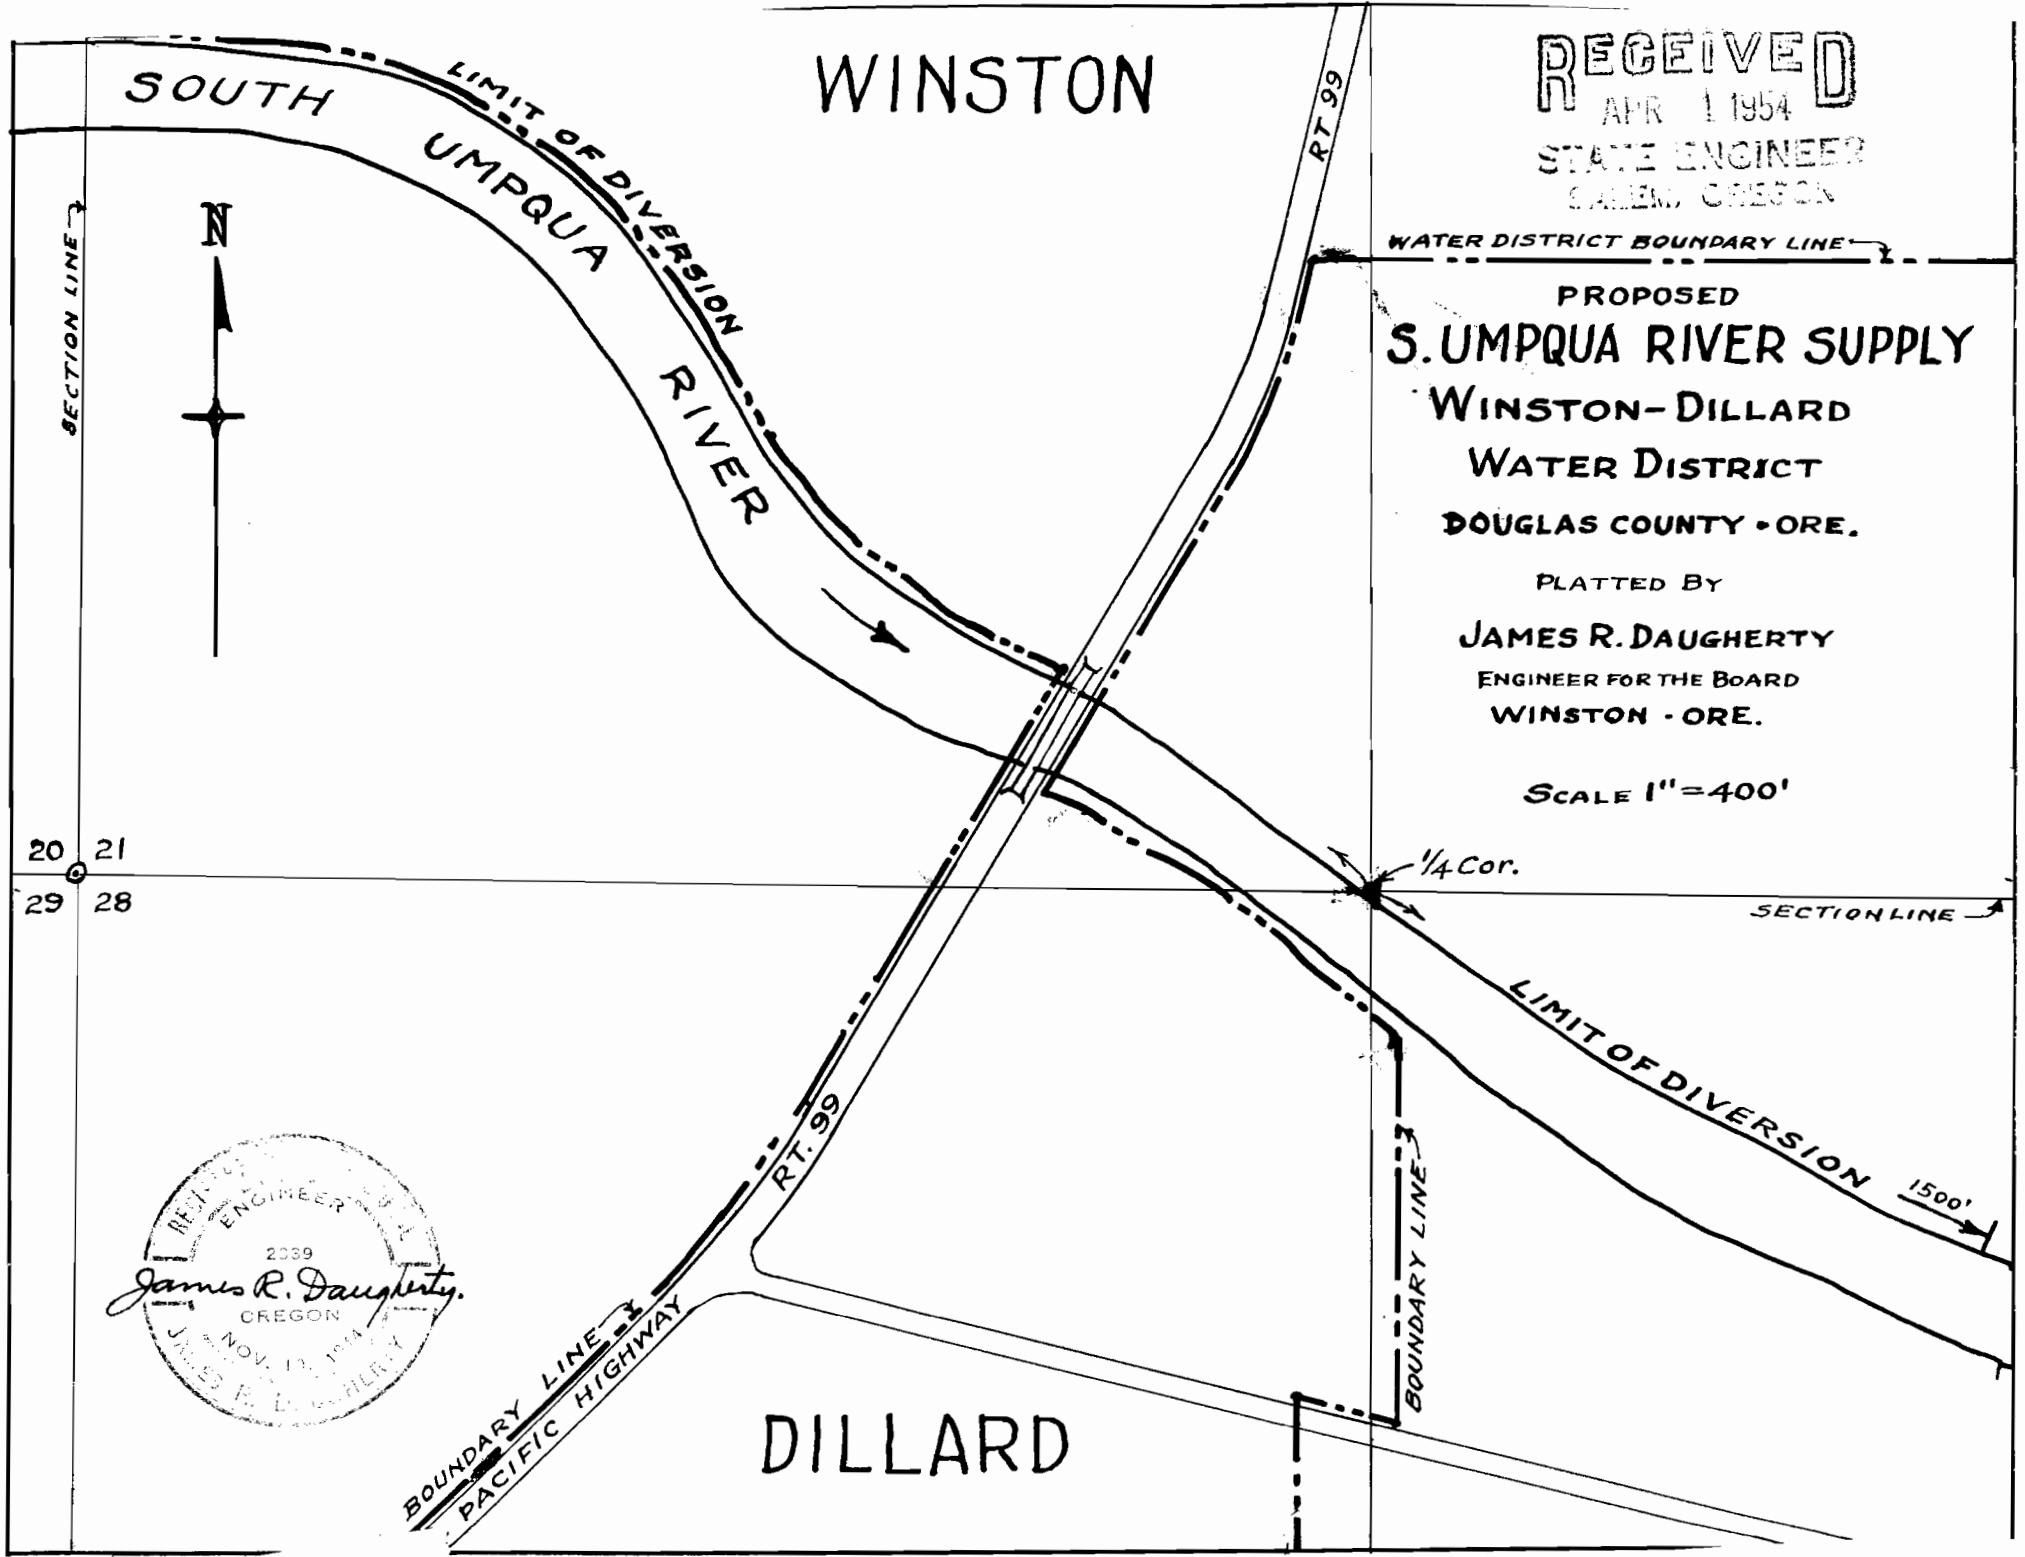 WINSTON
RECEIVED
APR 1 1954
STATE ENGINEER
SALEM, OREGON
RT 99
SOUTH
UMPQUA
RIVER
LIMIT OF DIVERSION
SECTION LINE
N
WATER DISTRICT BOUNDARY LINE
PROPOSED
S. UMPQUA RIVER SUPPLY
WINSTON-DILLARD
WATER DISTRICT
DOUGLAS COUNTY • ORE.
PLATTED BY
JAMES R. DAUGHERTY
ENGINEER FOR THE BOARD
WINSTON - ORE.
SCALE 1" = 400'
20 21
29 28
1/4 Cor.
SECTION LINE
LIMIT OF DIVERSION
1500'
RT. 99
BOUNDARY LINE
BOUNDARY LINE
PACIFIC HIGHWAY
DILLARD
ENGINEER
James R. Daugherty.
OREGON
NOV.